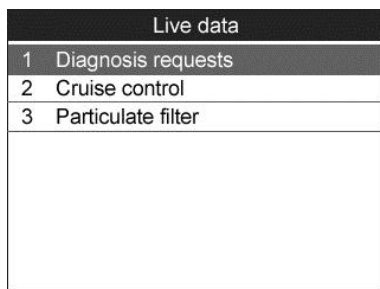 Live data
1 Diagnosis requests
2 Cruise control
3 Particulate filter